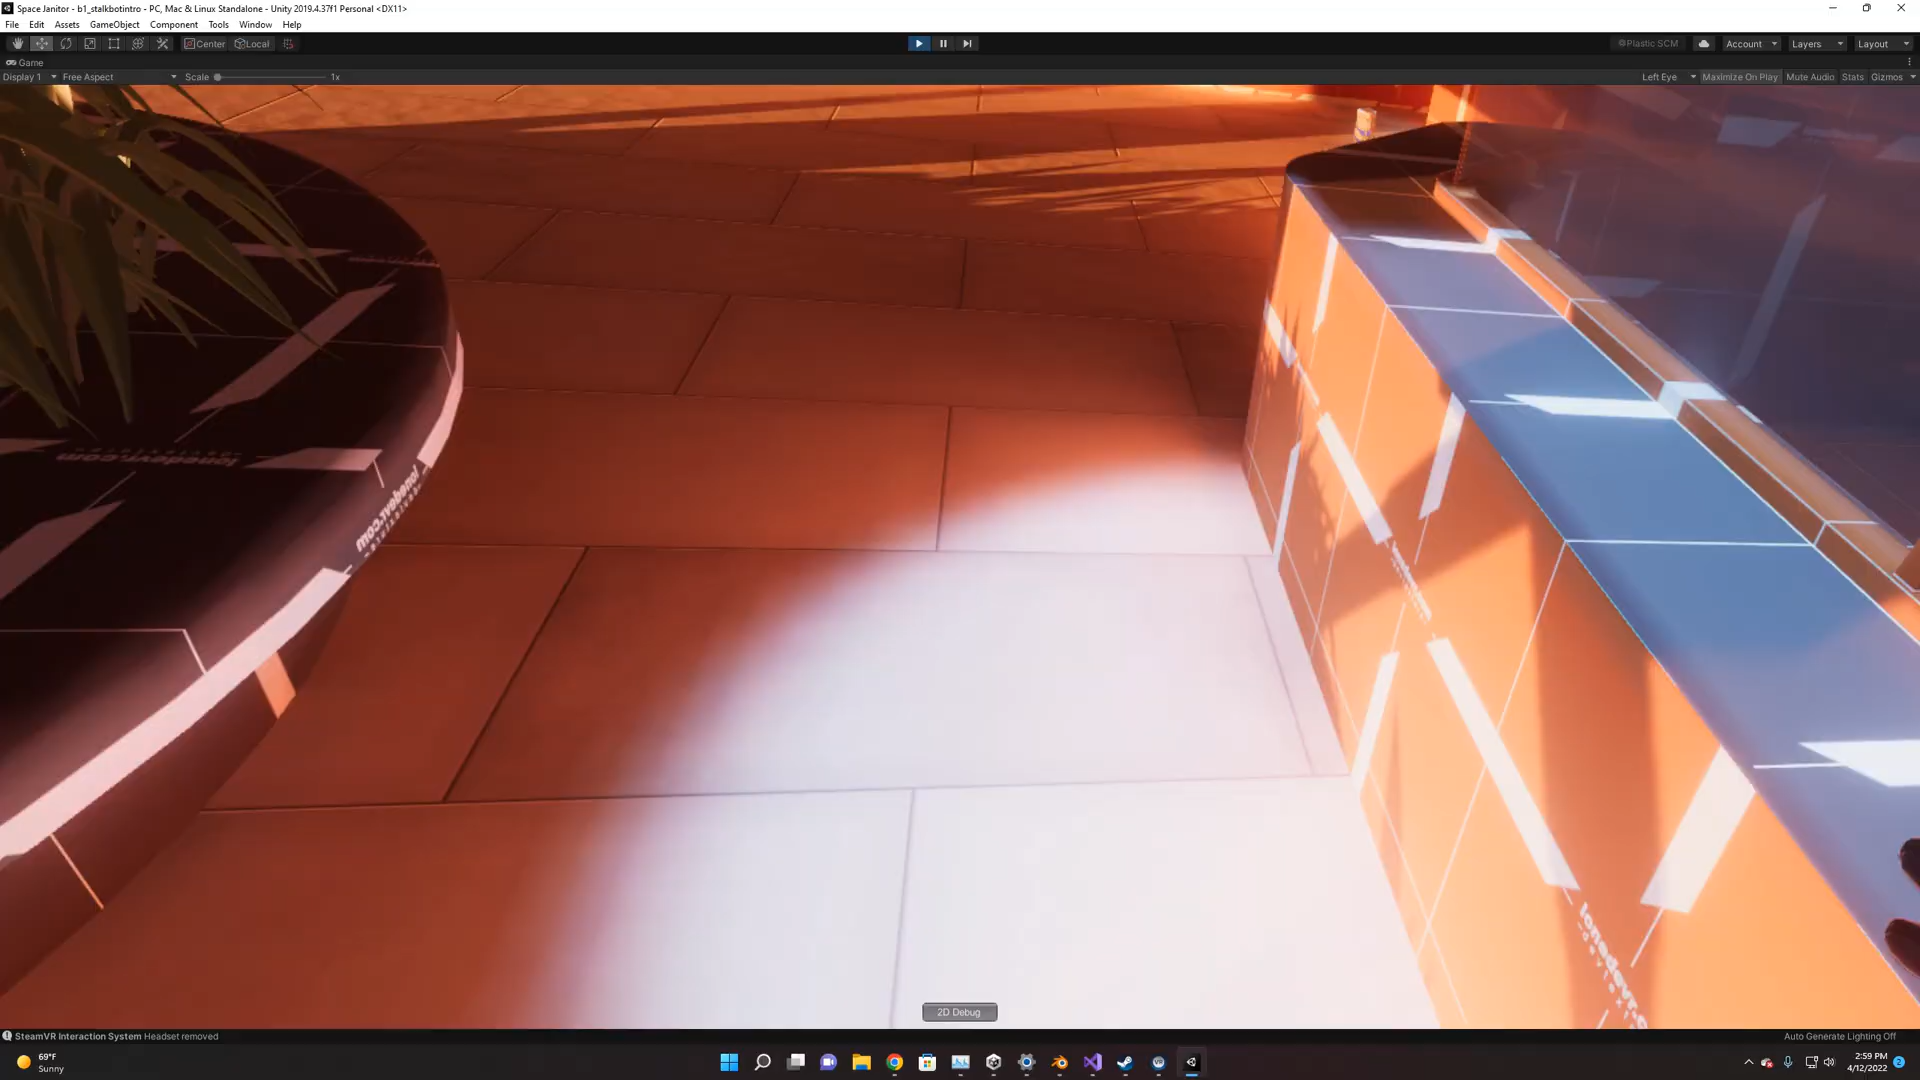 Space Janitor - b1_stalkbotintro - PC, Mac & Linux Standalone - Unity 2019.4.37f1 Personal <DX11>
File Edit Assets GameObject Component Tools Window Help
Center Local Plastic SCM Account Layers Layout
Game
Display 1 Free Aspect Scale 1x Left Eye Maximize On Play Mute Audio Stats Gizmos
lonedevr.com
lonedevr.com
2D Debug
SteamVR Interaction System Headset removed Auto Generate Lighting Off
69°F
Sunny
2:59 PM
4/12/2022
2